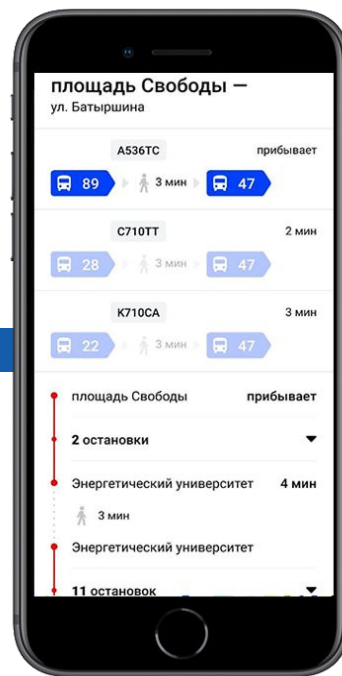 площадь Свободы —
ул. Батыршина
А536ТС прибывает
89 3 мин 47
С710ТТ 2 мин
28 3 мин 47
К710СА 3 мин
22 3 мин 47
площадь Свободы прибывает
2 остановки
Энергетический университет 4 мин
3 мин
Энергетический университет
11 остановок